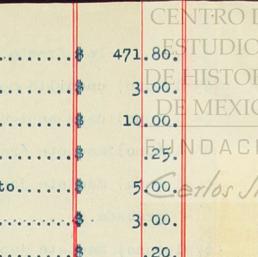 CENTRO
ESTUDIO
DE HISTOR
DE MEXIC
FUNDACI
Carlos
..... $ 471.80.
..... $ 3.00.
..... $ 10.00.
..... $ .25.
to.... $ 5.00.
..... $ 3.00.
..... $ .20.